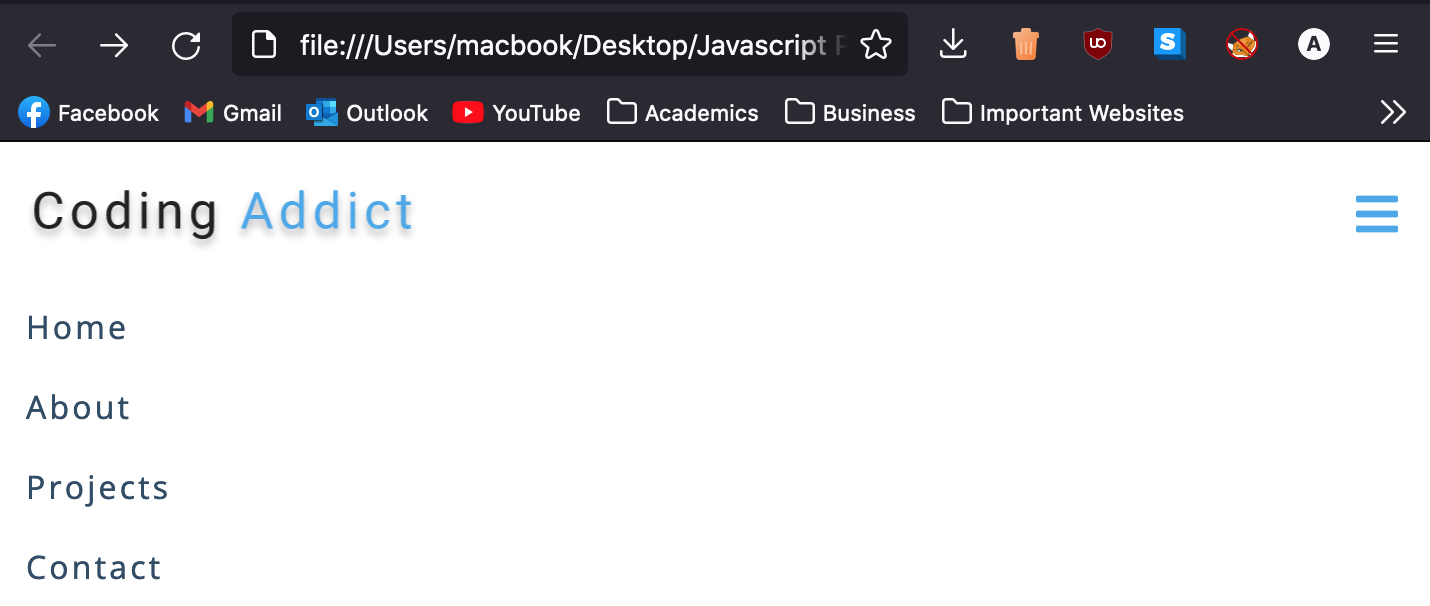 file:///Users/macbook/Desktop/Javascript
Facebook Gmail Outlook YouTube Academics Business Important Websites
Coding Addict
Home
About
Projects
Contact